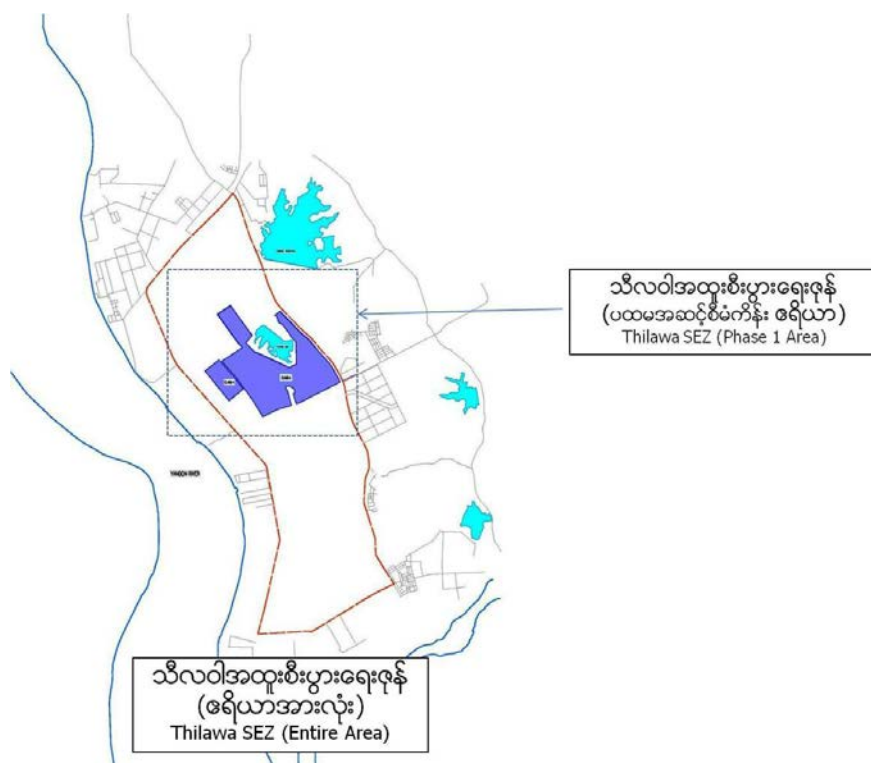 သီလဝါအထူးစီးပွားရေးဇုန်
(ပထမအဆင့်စီမံကိန်း ဧရိယာ)
Thilawa SEZ (Phase 1 Area)
YANGON RIVER
သီလဝါအထူးစီးပွားရေးဇုန်
(ဧရိယာအားလုံး)
Thilawa SEZ (Entire Area)